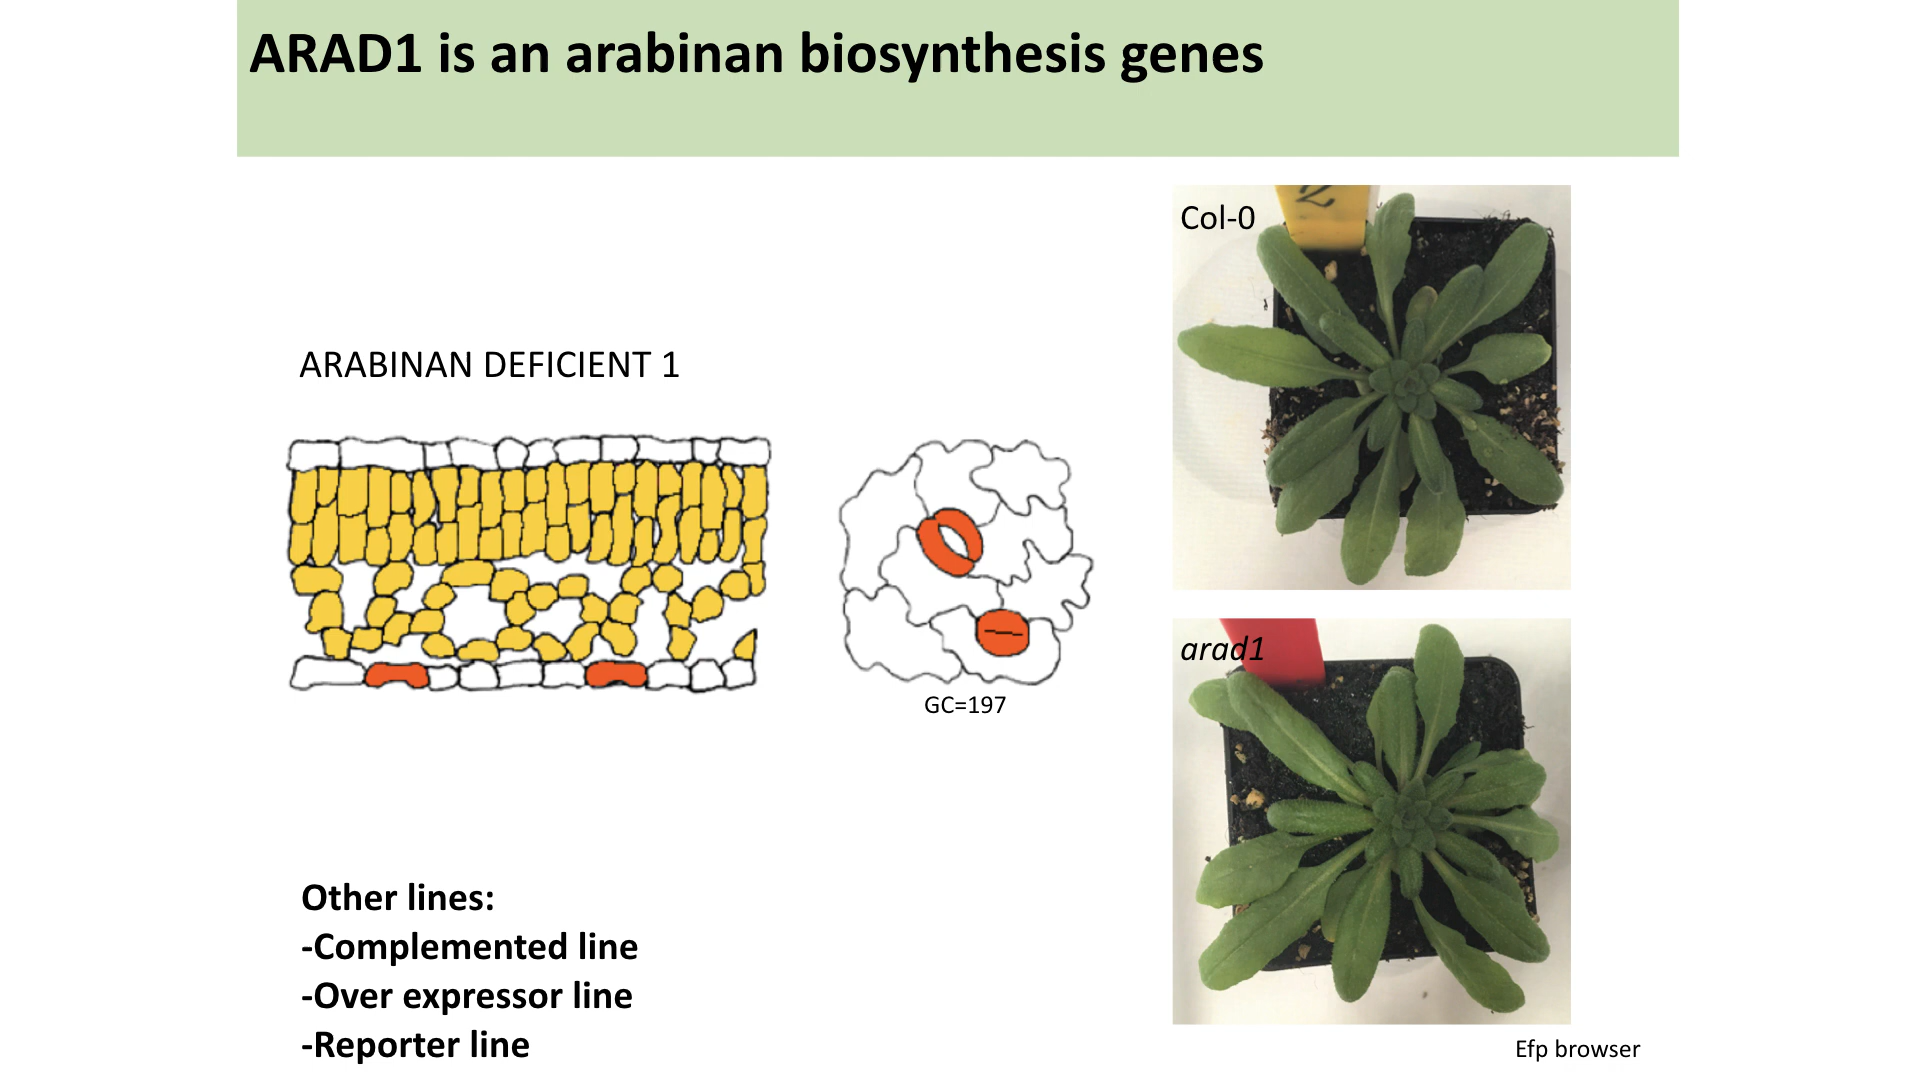 ARAD1 is an arabinan biosynthesis genes
ARABINAN DEFICIENT 1
GC=197
Other lines:
-Complemented line
-Over expressor line
-Reporter line
2
Col-0
arad1
Efp browser